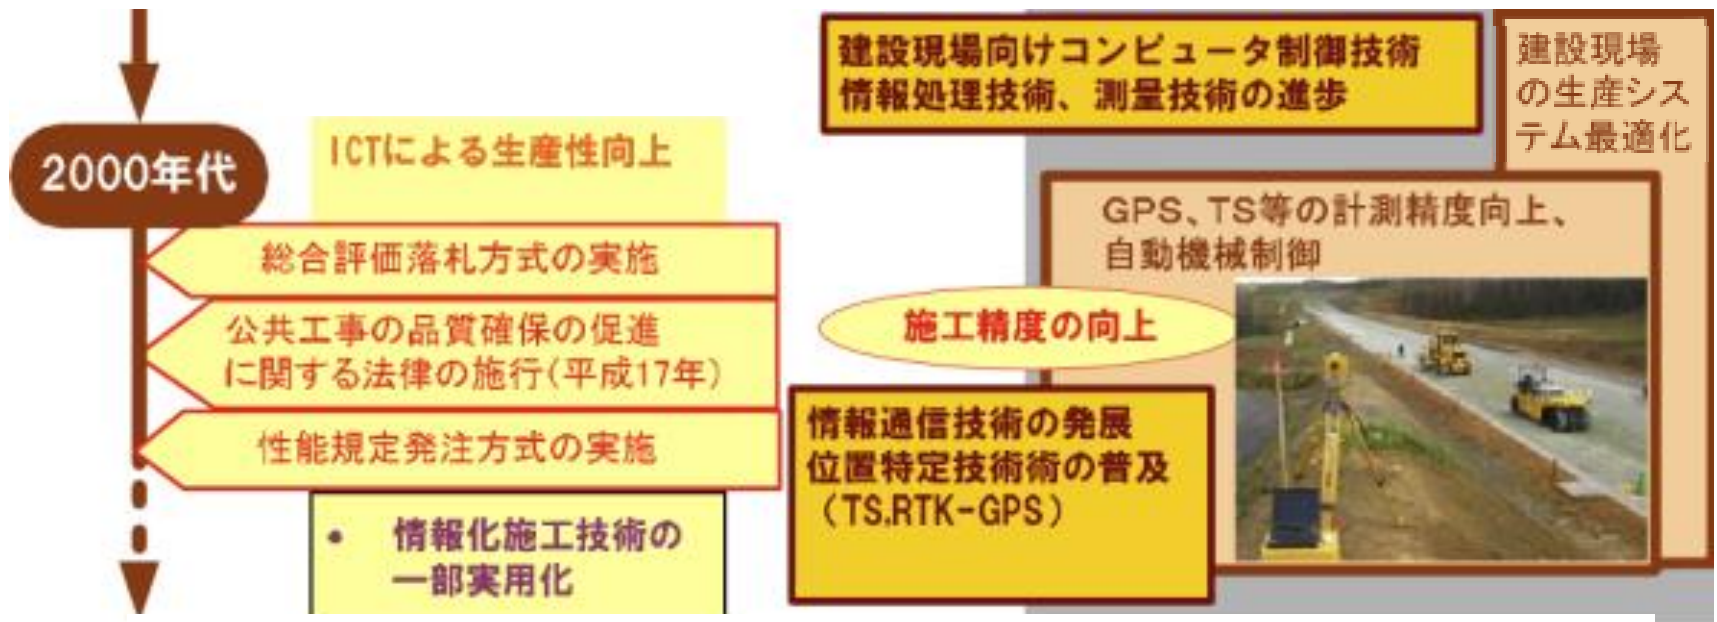 建設現場向けコンピュータ制御技術
情報処理技術、測量技術の進歩
建設現場
の生産シス
テム最適化
2000年代
ICTによる生産性向上
GPS、TS等の計測精度向上、
自動機械制御
総合評価落札方式の実施
公共工事の品質確保の促進
に関する法律の施行(平成17年)
施工精度の向上
性能規定発注方式の実施
情報通信技術の発展
位置特定技術術の普及
(TS,RTK-GPS)
• 情報化施工技術の
一部実用化